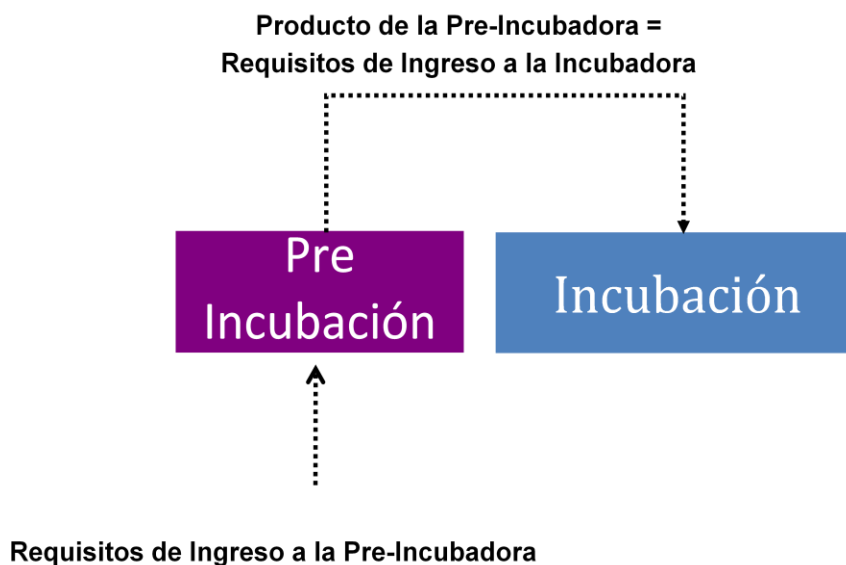 Producto de la Pre-Incubadora =
Requisitos de Ingreso a la Incubadora
Pre
Incubación
Incubación
Requisitos de Ingreso a la Pre-Incubadora